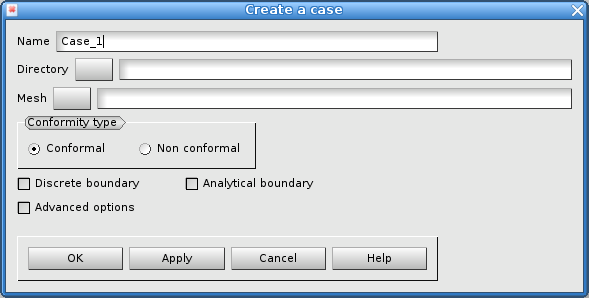 Create a case
Name Case_1
Directory
Mesh
Conformity type
Conformal Non conformal
Discrete boundary Analytical boundary
Advanced options
OK Apply Cancel Help